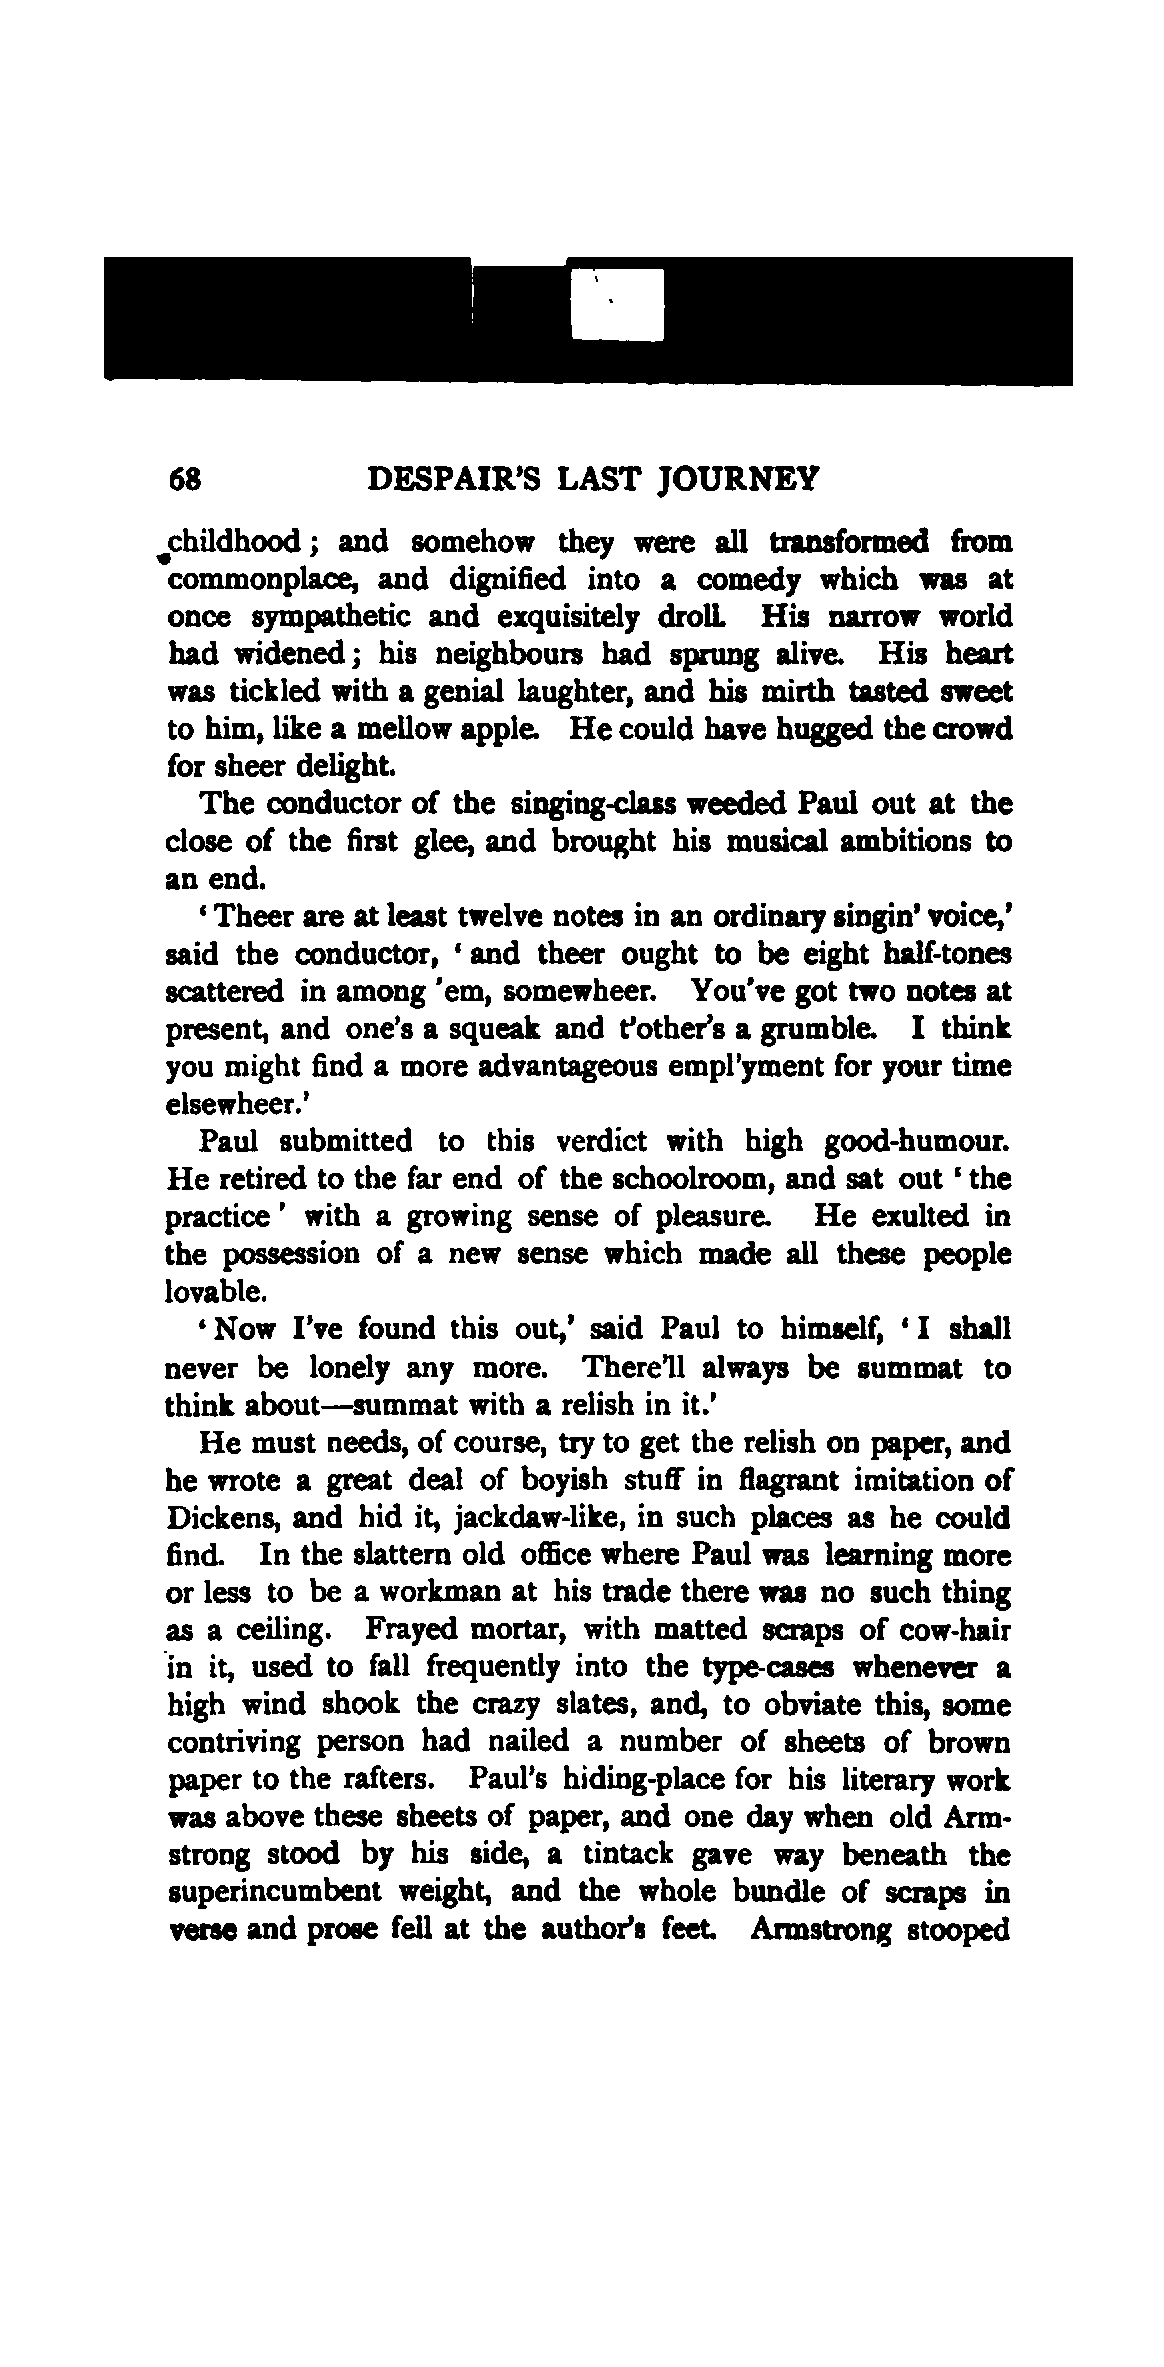 68 DESPAIR'S LAST JOURNEY
childhood; and somehow they were all transformed from
commonplace, and dignified into a comedy which was at
once sympathetic and exquisitely droll. His narrow world
had widened; his neighbours had sprung alive. His heart
was tickled with a genial laughter, and his mirth tasted sweet
to him, like a mellow apple. He could have hugged the crowd
for sheer delight.
The conductor of the singing-class weeded Paul out at the
close of the first glee, and brought his musical ambitions to
an end.
'Theer are at least twelve notes in an ordinary singin' voice,'
said the conductor, 'and theer ought to be eight half-tones
scattered in among 'em, somewheer. You've got two notes at
present, and one's a squeak and t'other's a grumble. I think
you might find a more advantageous empl'yment for your time
elsewheer.'
Paul submitted to this verdict with high good-humour.
He retired to the far end of the schoolroom, and sat out 'the
practice' with a growing sense of pleasure. He exulted in
the possession of a new sense which made all these people
lovable.
'Now I've found this out,' said Paul to himself, 'I shall
never be lonely any more. There'll always be summat to
think about—summat with a relish in it.'
He must needs, of course, try to get the relish on paper, and
he wrote a great deal of boyish stuff in flagrant imitation of
Dickens, and hid it, jackdaw-like, in such places as he could
find. In the slattern old office where Paul was learning more
or less to be a workman at his trade there was no such thing
as a ceiling. Frayed mortar, with matted scraps of cow-hair
in it, used to fall frequently into the type-cases whenever a
high wind shook the crazy slates, and, to obviate this, some
contriving person had nailed a number of sheets of brown
paper to the rafters. Paul's hiding-place for his literary work
was above these sheets of paper, and one day when old Arm-
strong stood by his side, a tintack gave way beneath the
superincumbent weight, and the whole bundle of scraps in
verse and prose fell at the author's feet. Armstrong stooped